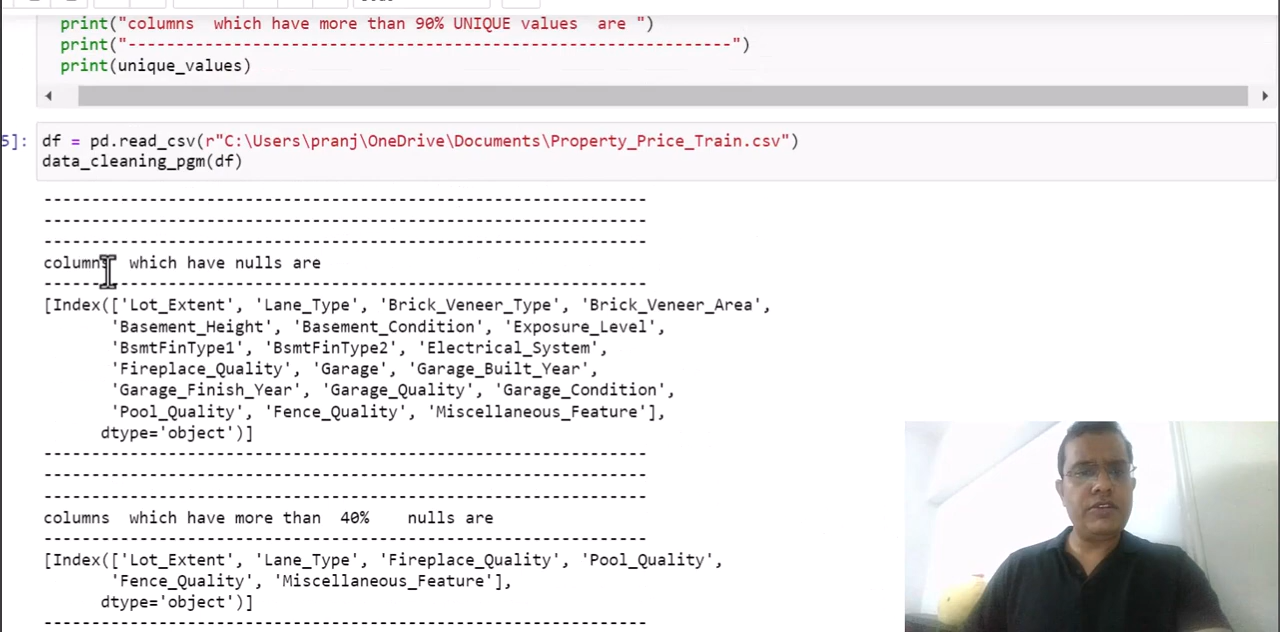 print("columns  which have more than 90% UNIQUE values  are ")
print("---------------------------------------------------------------")
print(unique_values)
5]: df = pd.read_csv(r"C:\Users\pranj\OneDrive\Documents\Property_Price_Train.csv")
data_cleaning_pgm(df)
---------------------------------------------------------------
---------------------------------------------------------------
---------------------------------------------------------------
columns  which have nulls are
---------------------------------------------------------------
[Index(['Lot_Extent', 'Lane_Type', 'Brick_Veneer_Type', 'Brick_Veneer_Area',
'Basement_Height', 'Basement_Condition', 'Exposure_Level',
'BsmtFinType1', 'BsmtFinType2', 'Electrical_System',
'Fireplace_Quality', 'Garage', 'Garage_Built_Year',
'Garage_Finish_Year', 'Garage_Quality', 'Garage_Condition',
'Pool_Quality', 'Fence_Quality', 'Miscellaneous_Feature'],
dtype='object')]
---------------------------------------------------------------
---------------------------------------------------------------
---------------------------------------------------------------
columns  which have more than  40%    nulls are
---------------------------------------------------------------
[Index(['Lot_Extent', 'Lane_Type', 'Fireplace_Quality', 'Pool_Quality',
'Fence_Quality', 'Miscellaneous_Feature'],
dtype='object')]
---------------------------------------------------------------